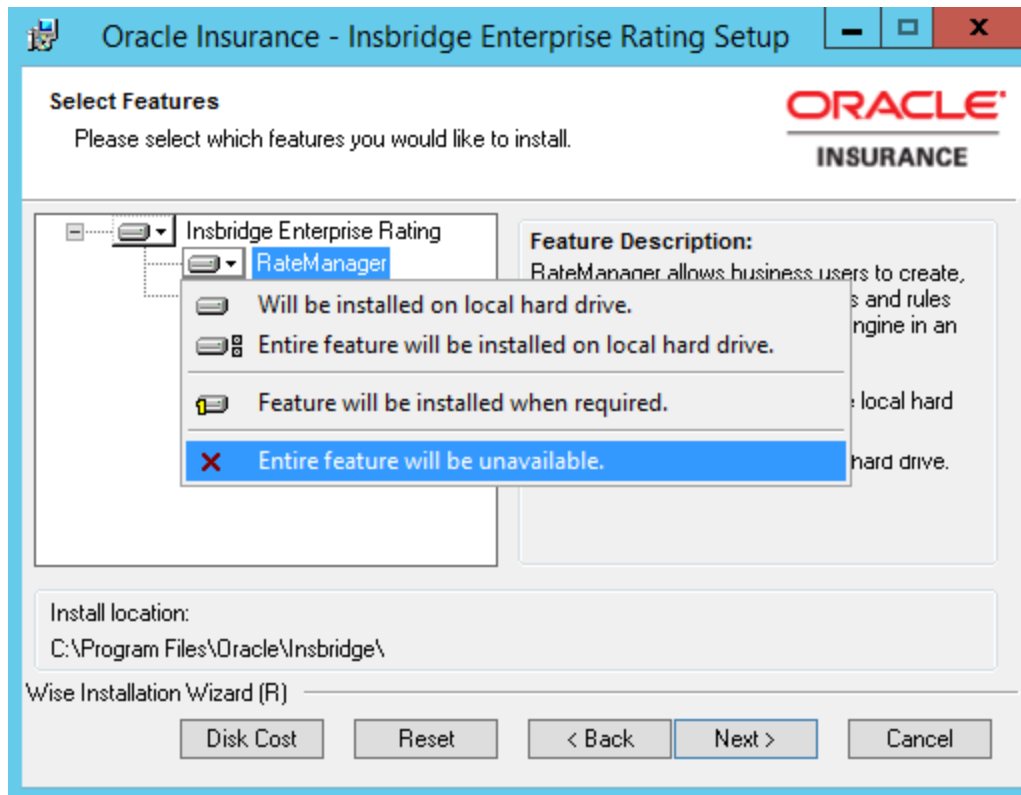 Oracle Insurance - Insbridge Enterprise Rating Setup
Select Features
Please select which features you would like to install.
ORACLE
INSURANCE
Insbridge Enterprise Rating
RateManager
Will be installed on local hard drive.
Entire feature will be installed on local hard drive.
Feature will be installed when required.
Entire feature will be unavailable.
Feature Description:
RateManager allows business users to create,
s and rules
ngine in an
local hard
hard drive.
Install location:
C:\Program Files\Oracle\Insbridge\
Wise Installation Wizard (R)
Disk Cost
Reset
< Back
Next >
Cancel